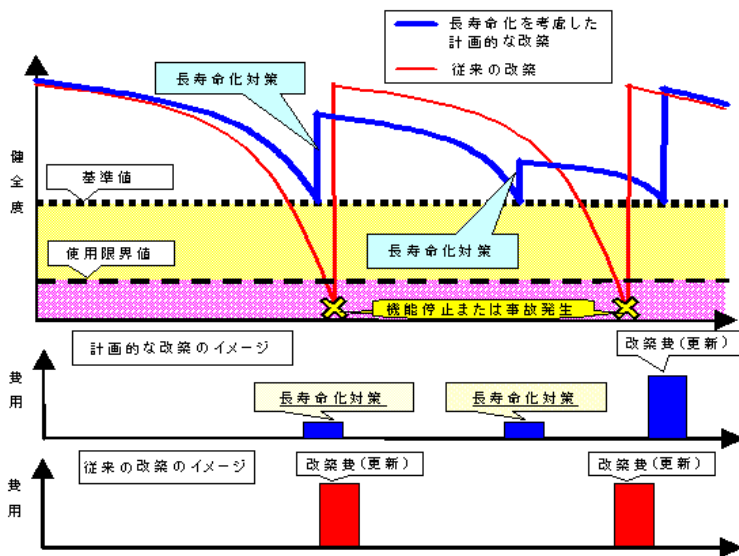 長寿命化を考慮した
計画的な改築
従来の改築
長寿命化対策
健全度
基準値
使用限界値
長寿命化対策
機能停止または事故発生
計画的な改築のイメージ
改築費(更新)
費用
長寿命化対策
長寿命化対策
従来の改築のイメージ
費用
改築費(更新)
改築費(更新)